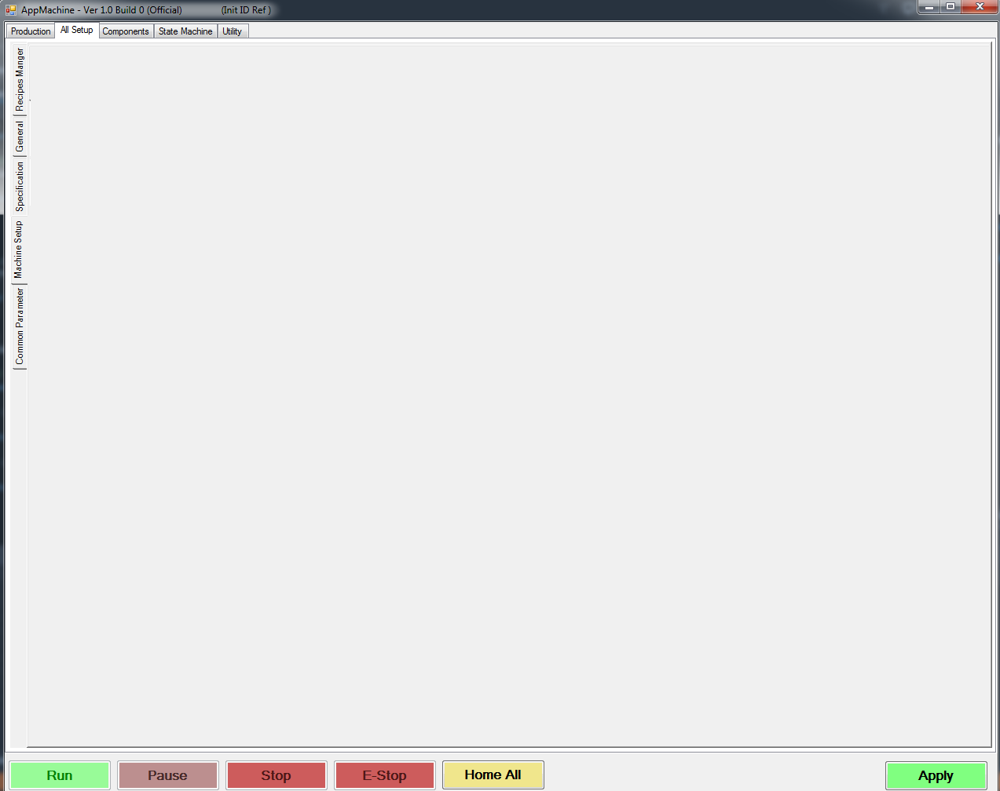 AppMachine - Ver 1.0 Build 0 (Official) (Init ID Ref )
Production All Setup Components State Machine Utility
Recipes Manger
General
Specification
Machine Setup
Common Parameter
Run Pause Stop E-Stop Home All Apply